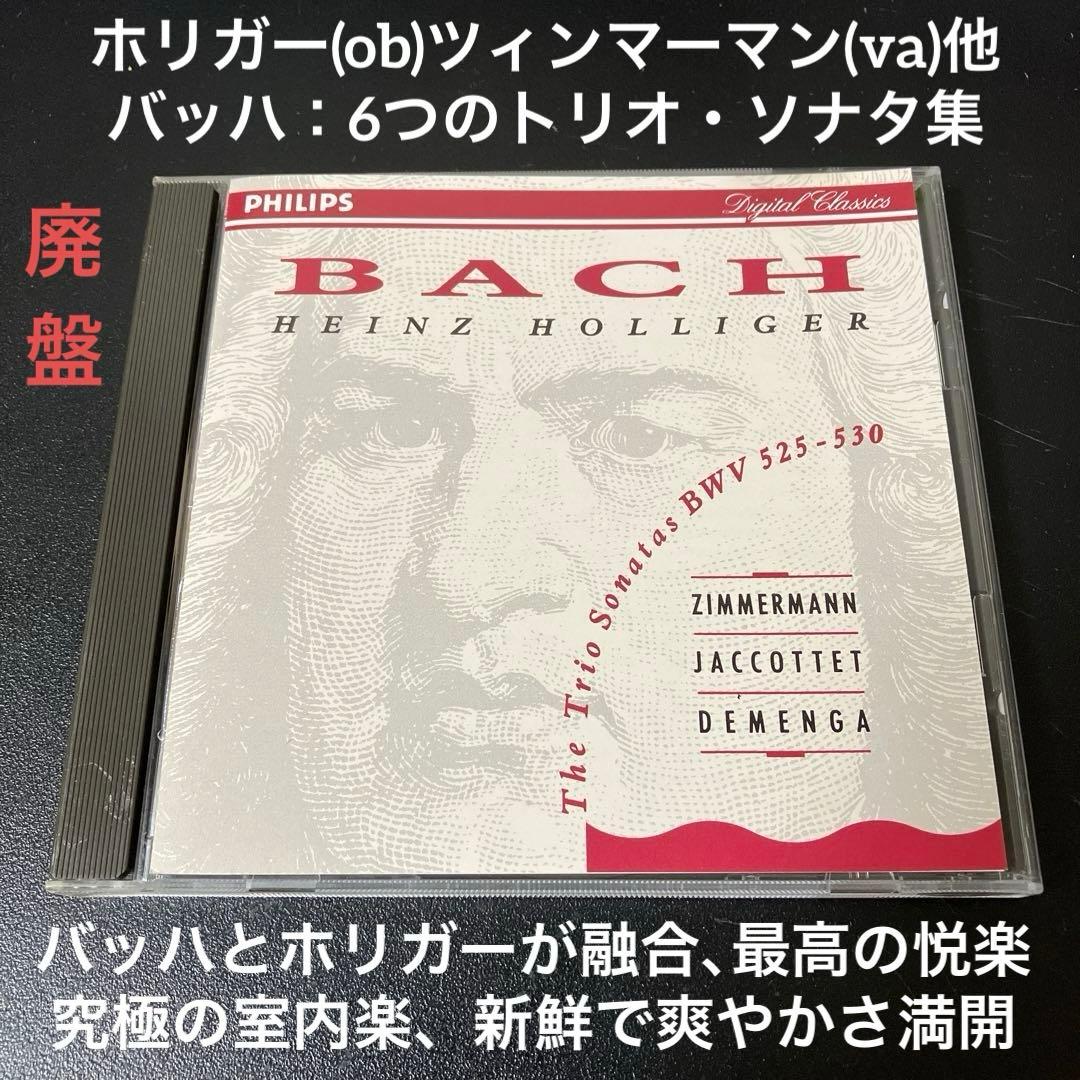 ホリガー(ob)ツィンマーマン(va)他
バッハ：6つのトリオ・ソナタ集
廃盤
PHILIPS
Digital Classics
BACH
HEINZ HOLLIGER
The Trio Sonatas BWV 525-530
ZIMMERMANN
JACCOTTET
DEMENGA
バッハとホリガーが融合、最高の悦楽
究極の室内楽、新鮮で爽やかさ満開